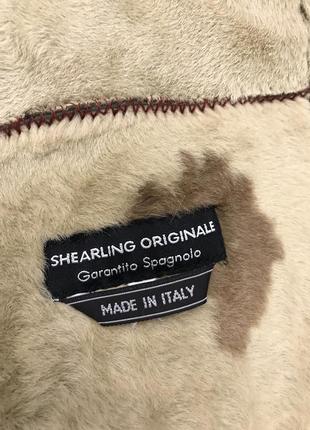 SHEARLING ORIGINALE
Garantito Spagnolo
MADE IN ITALY